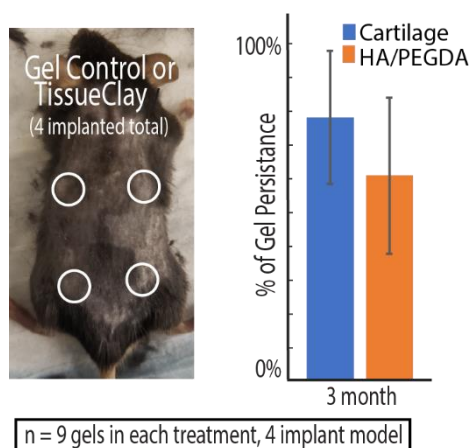 Gel Control or
TissueClay
(4 implanted total)
Cartilage
HA/PEGDA
100%
% of Gel Persistance
0%
3 month
n = 9 gels in each treatment, 4 implant model